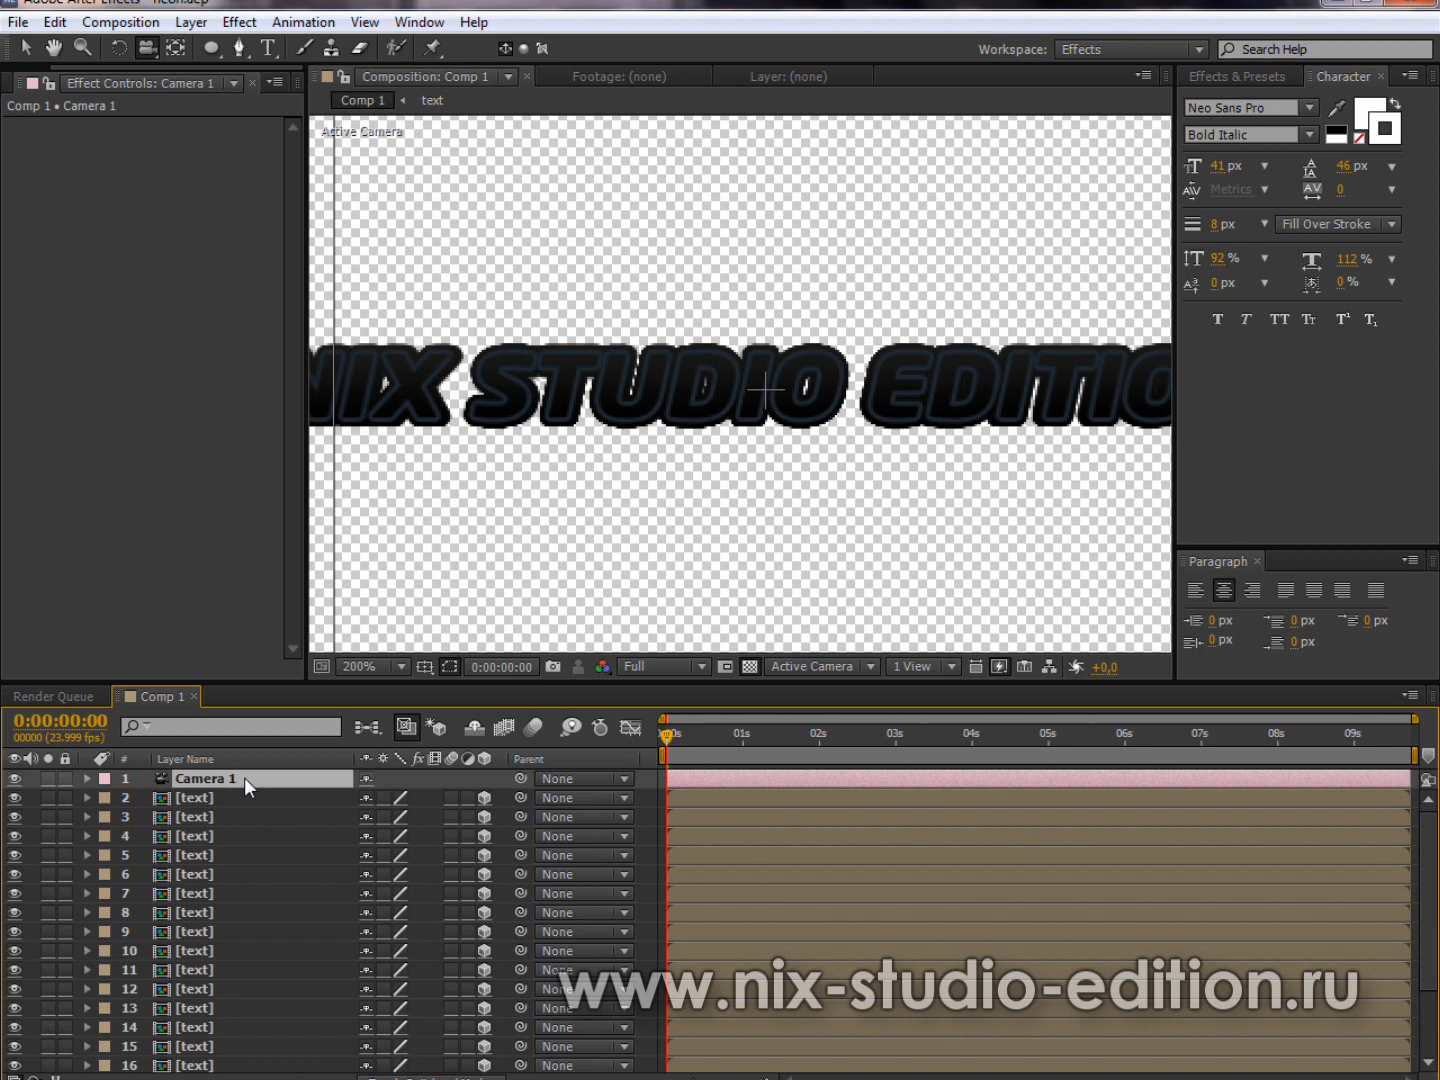 Adobe After Effects - neon.aep
File Edit Composition Layer Effect Animation View Window Help
Workspace: Effects Search Help
Effect Controls: Camera 1
Comp 1 • Camera 1
Composition: Comp 1 Footage: (none) Layer: (none)
Comp 1 text
Active Camera
NIX STUDIO EDITIO
200% 0:00:00:00 Full Active Camera 1 View +0,0
Effects & Presets Character
Neo Sans Pro
Bold Italic
41 px 46 px
Metrics 0
8 px Fill Over Stroke
92 % 112 %
0 px 0 %
T T TT Tt T¹ T₁
Paragraph
0 px 0 px 0 px
0 px 0 px
Render Queue Comp 1
0:00:00:00
00000 (23.999 fps)
01s 02s 03s 04s 05s 06s 07s 08s 09s
# Layer Name fx Parent
1 Camera 1 None
2 [text] None
3 [text] None
4 [text] None
5 [text] None
6 [text] None
7 [text] None
8 [text] None
9 [text] None
10 [text] None
11 [text] None
12 [text] None
13 [text] None
14 [text] None
15 [text] None
16 [text] None
www.nix-studio-edition.ru